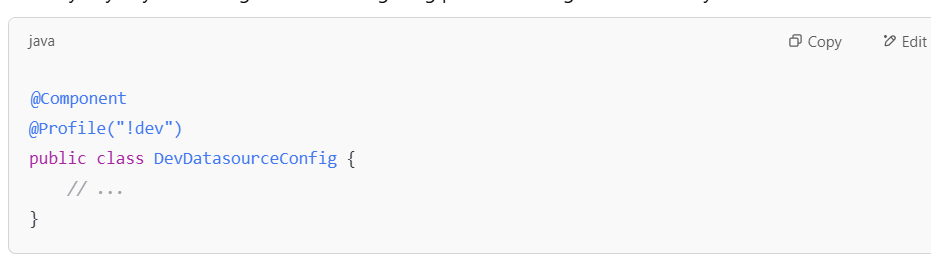 java
Copy
Edit
@Component
@Profile("!dev")
public class DevDatasourceConfig {
// ...
}